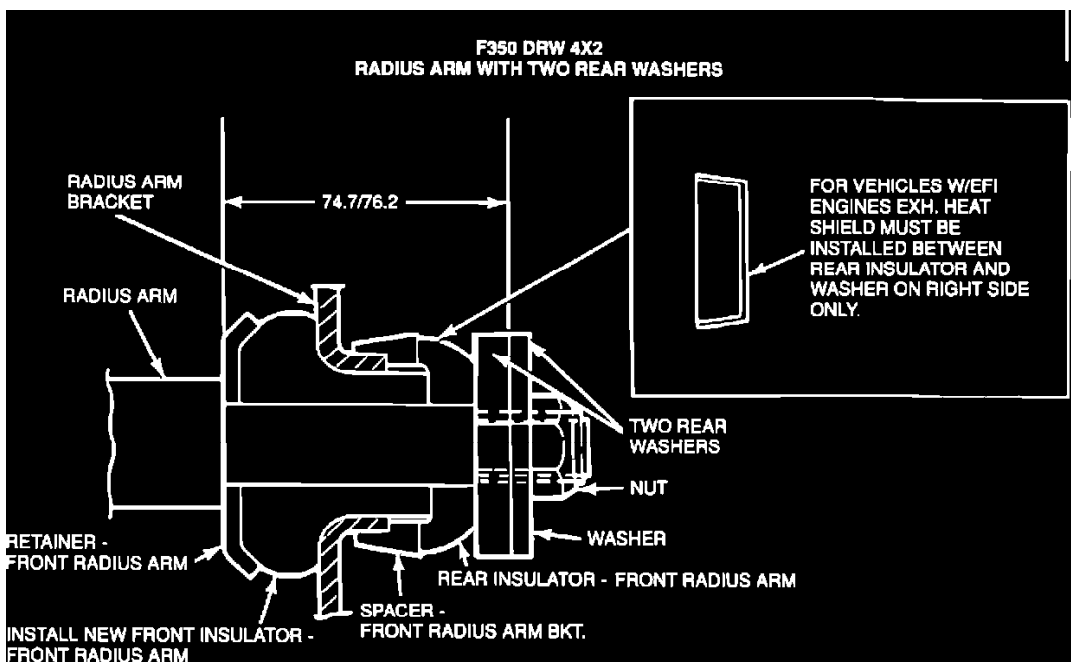 F350 DRW 4X2
RADIUS ARM WITH TWO REAR WASHERS
RADIUS ARM
BRACKET
74.7/76.2
FOR VEHICLES W/EFI
ENGINES EXH. HEAT
SHIELD MUST BE
INSTALLED BETWEEN
REAR INSULATOR AND
WASHER ON RIGHT SIDE
ONLY.
RADIUS ARM
TWO REAR
WASHERS
NUT
WASHER
RETAINER -
FRONT RADIUS ARM
REAR INSULATOR - FRONT RADIUS ARM
SPACER -
FRONT RADIUS ARM BKT.
INSTALL NEW FRONT INSULATOR -
FRONT RADIUS ARM